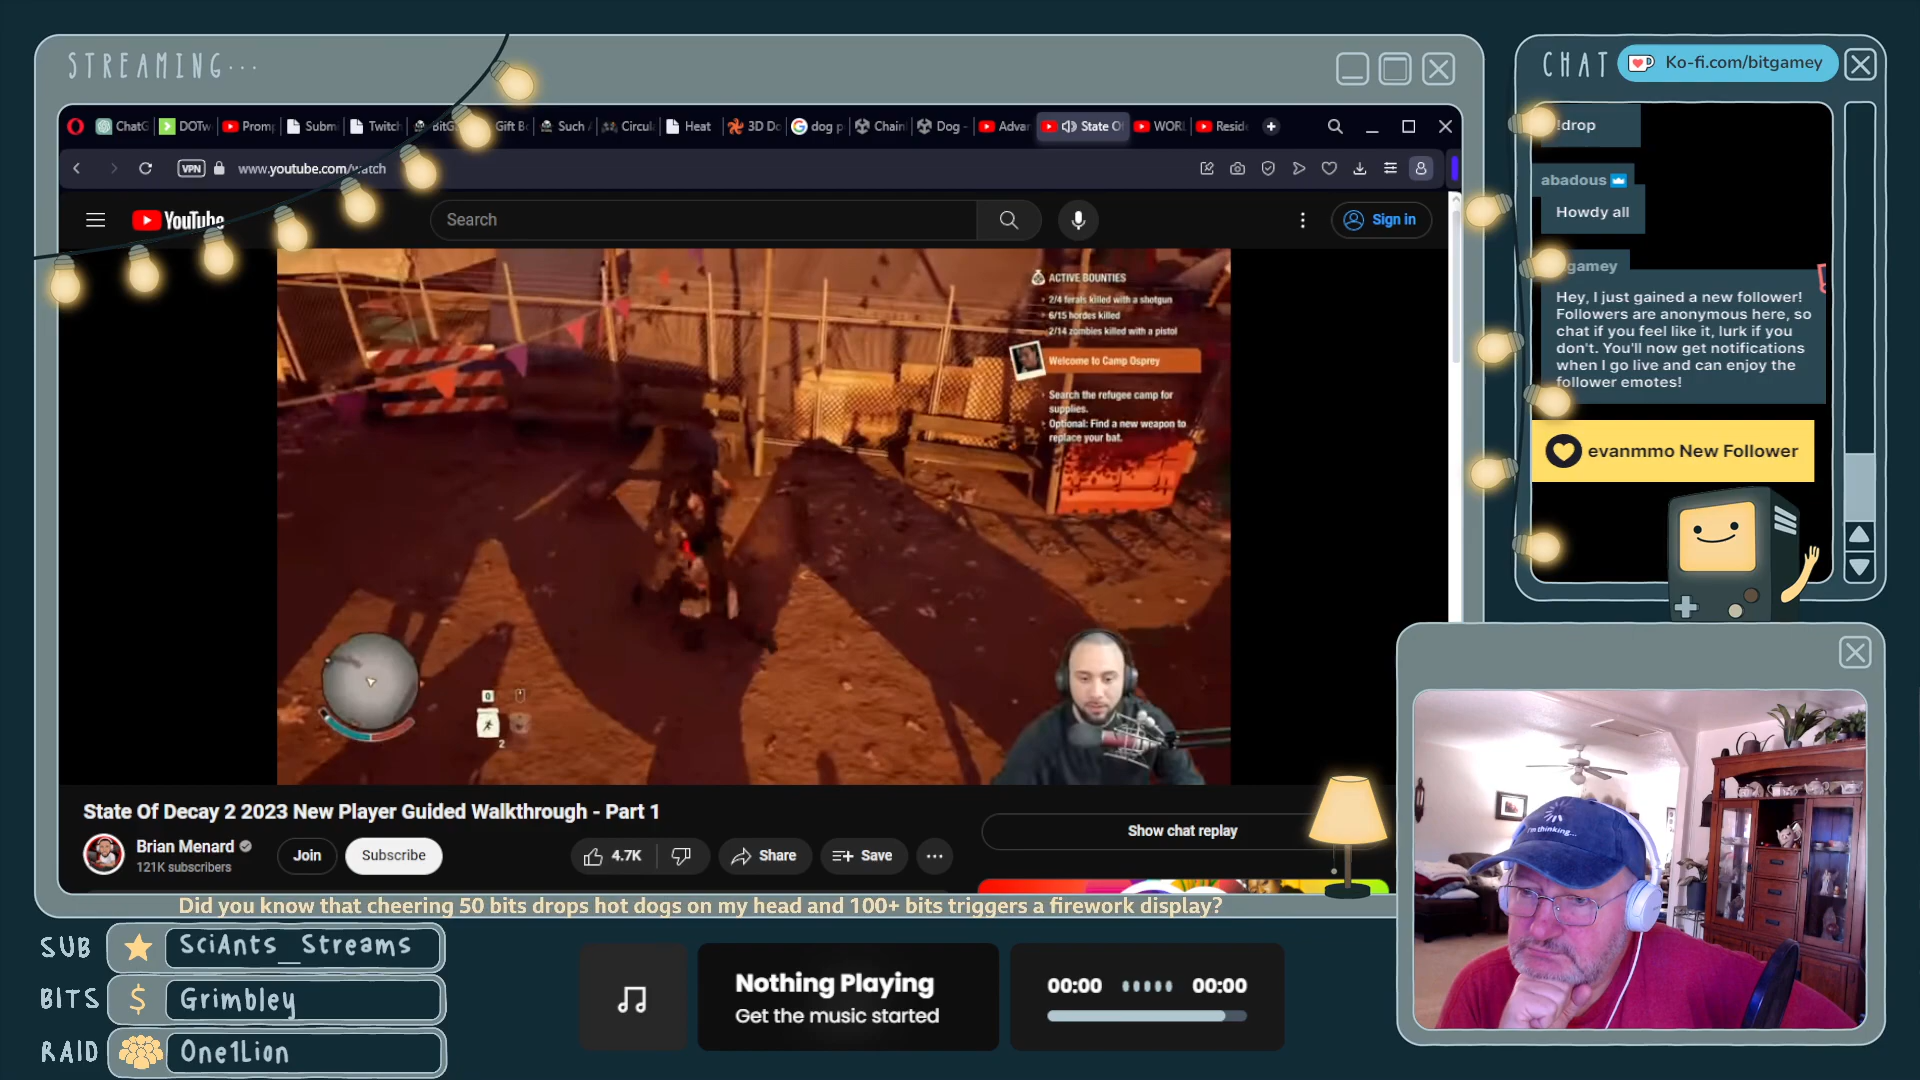 STREAMING...
ChatG
DOTw
Prom
Subm
Twitch
BitG
Gift B
Such
Circul
Heat
3D Do
dog p
Chain
Dog -
Advan
State O
WORL
Resid
VPN
www.youtube.com/watch
YouTube
Search
Sign in
ACTIVE BOUNTIES
2/4 ferals killed with a shotgun
6/15 hordes killed
2/14 zombies killed with a pistol
Welcome to Camp Osprey
Search the refugee camp for
supplies.
Optional: Find a new weapon to
replace your bat.
2
State Of Decay 2 2023 New Player Guided Walkthrough - Part 1
Brian Menard
121K subscribers
Join
Subscribe
4.7K
Share
Save
Show chat replay
Did you know that cheering 50 bits drops hot dogs on my head and 100+ bits triggers a firework display?
SUB
SciAnts_Streams
BITS
$
Grimbley
RAID
One1Lion
Nothing Playing
Get the music started
00:00
00:00
CHAT
Ko-fi.com/bitgamey
!drop
abadous
Howdy all
gamey
Hey, I just gained a new follower!
Followers are anonymous here, so
chat if you feel like it, lurk if you
don't. You'll now get notifications
when I go live and can enjoy the
follower emotes!
evanmmo New Follower
I'm thinking...